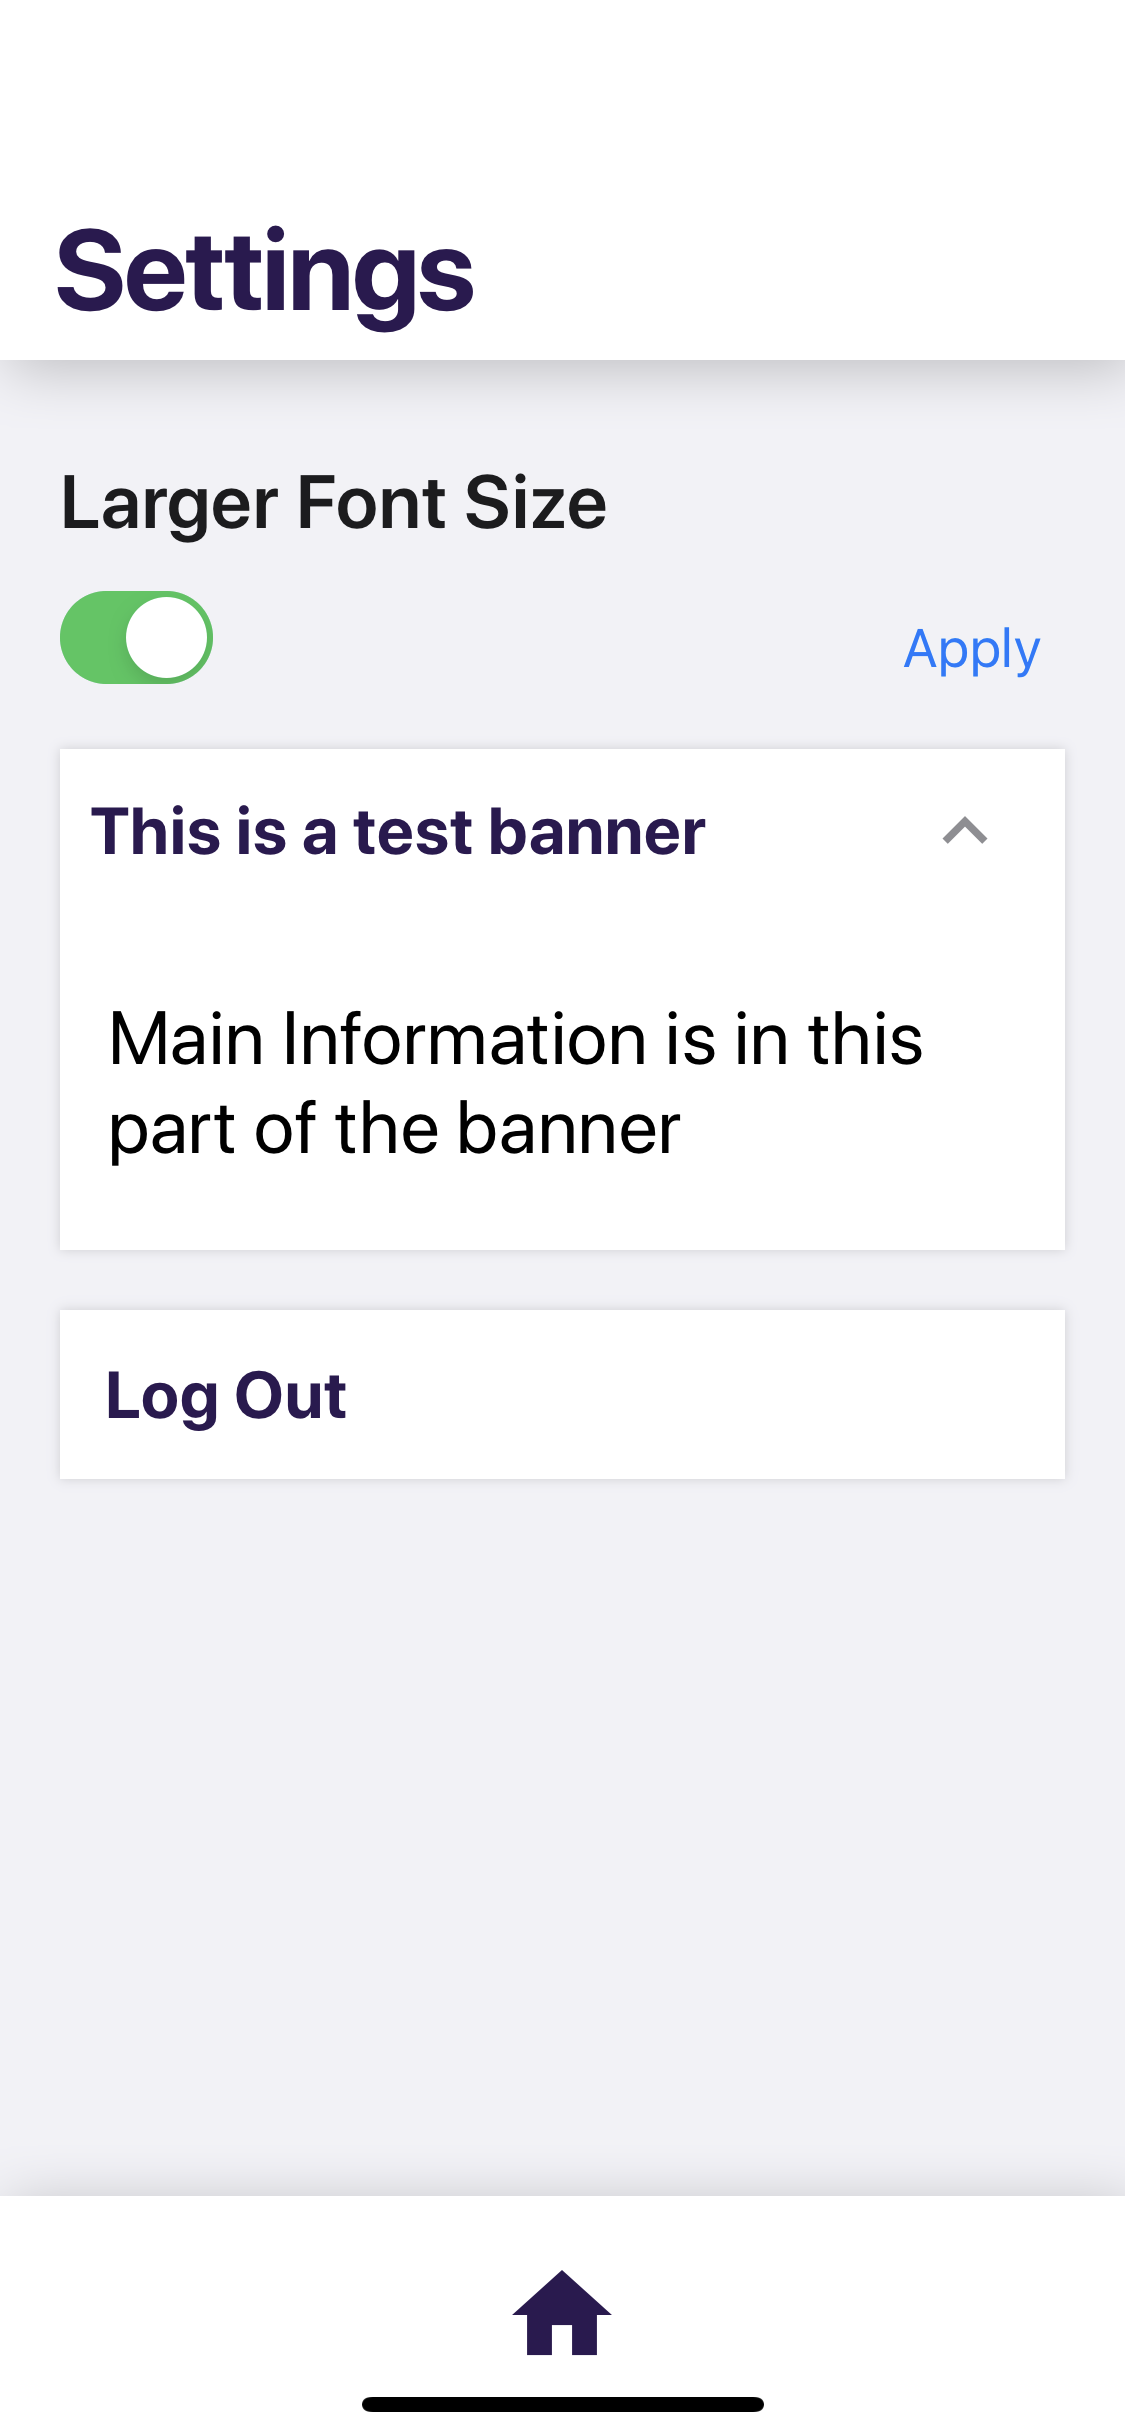 Settings
Larger Font Size
Apply
This is a test banner
Main Information is in this
part of the banner
Log Out